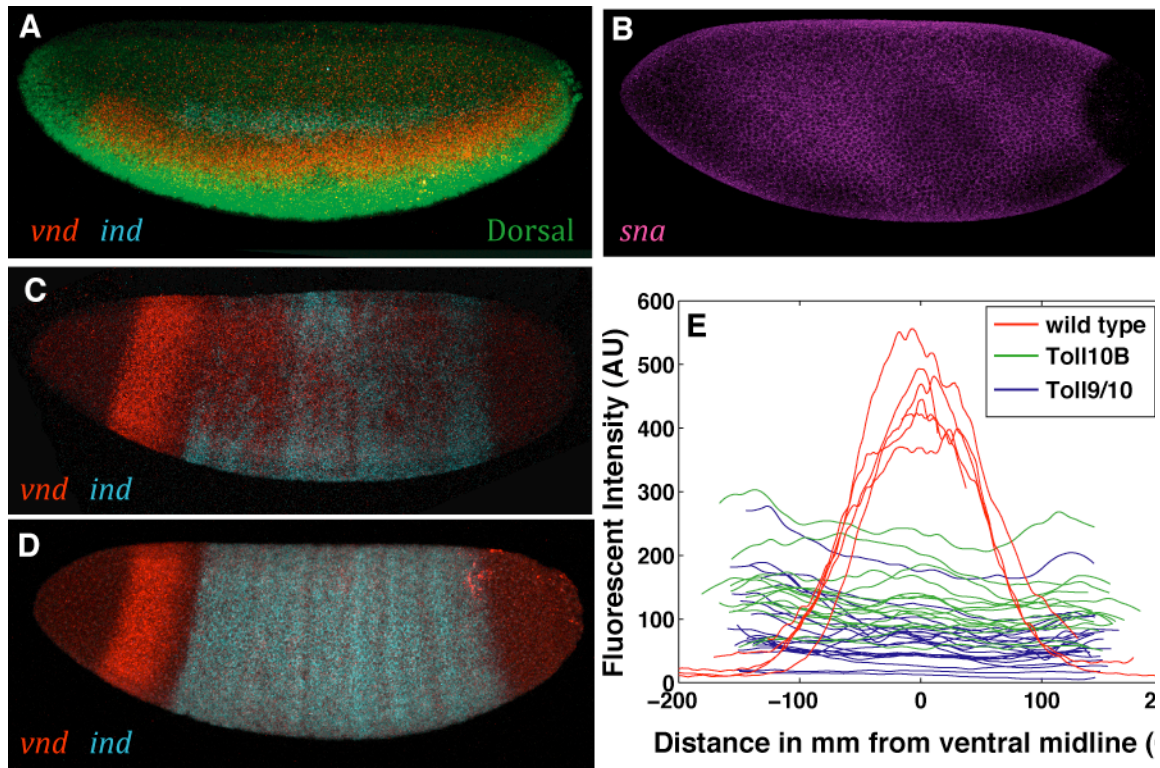 A
vnd ind Dorsal
B
sna
C
vnd ind
D
vnd ind
E
wild type
Toll10B
Toll9/10
Fluorescent Intensity (AU)
600
500
400
300
200
100
0
−200 −100 0 100 2
Distance in mm from ventral midline (